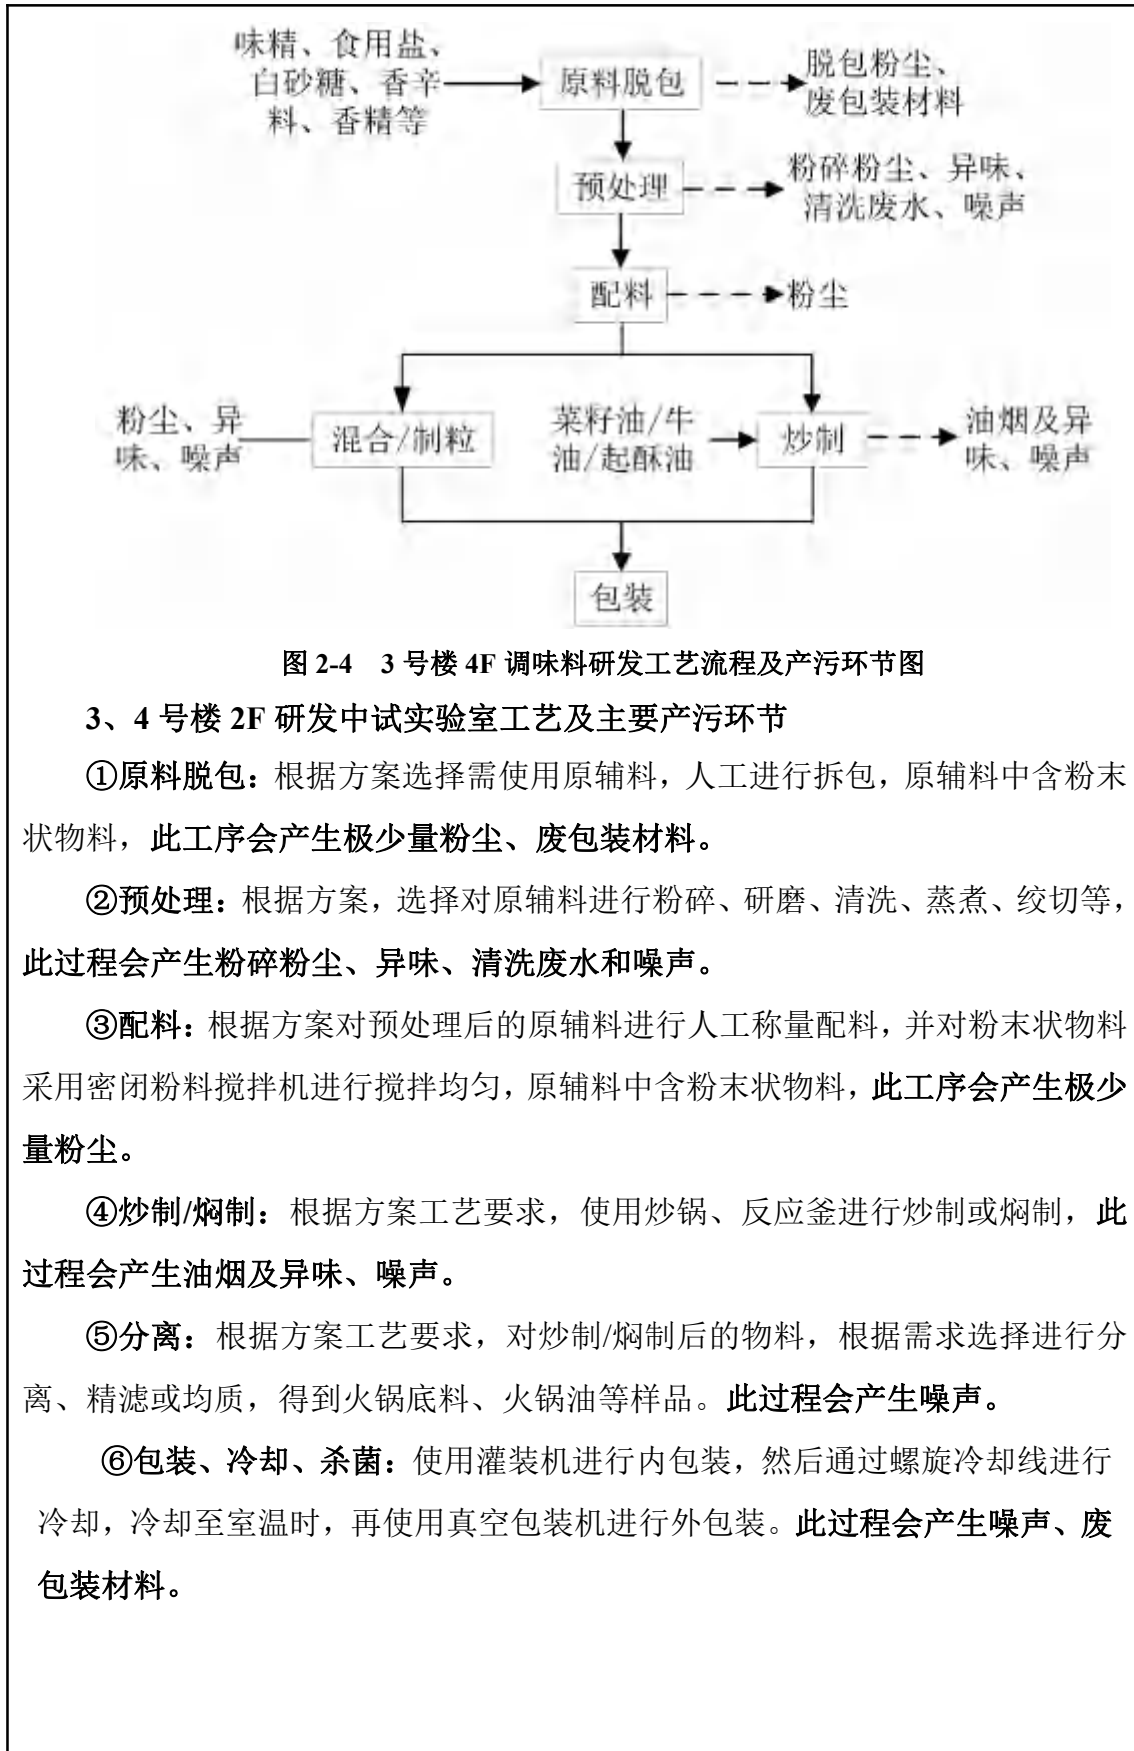 味精、食用盐、
白砂糖、香辛
料、香精等
原料脱包
脱包粉尘、
废包装材料
预处理
粉碎粉尘、异味、
清洗废水、噪声
配料
粉尘
粉尘、异
味、噪声
混合/制粒
菜籽油/牛
油/起酥油
炒制
油烟及异
味、噪声
包装
图 2-4 3 号楼 4F 调味料研发工艺流程及产污环节图
3、4 号楼 2F 研发中试实验室工艺及主要产污环节
①原料脱包：根据方案选择需使用原辅料，人工进行拆包，原辅料中含粉末
状物料，此工序会产生极少量粉尘、废包装材料。
②预处理：根据方案，选择对原辅料进行粉碎、研磨、清洗、蒸煮、绞切等，
此过程会产生粉碎粉尘、异味、清洗废水和噪声。
③配料：根据方案对预处理后的原辅料进行人工称量配料，并对粉末状物料
采用密闭粉料搅拌机进行搅拌均匀，原辅料中含粉末状物料，此工序会产生极少
量粉尘。
④炒制/焖制：根据方案工艺要求，使用炒锅、反应釜进行炒制或焖制，此
过程会产生油烟及异味、噪声。
⑤分离：根据方案工艺要求，对炒制/焖制后的物料，根据需求选择进行分
离、精滤或均质，得到火锅底料、火锅油等样品。此过程会产生噪声。
⑥包装、冷却、杀菌：使用灌装机进行内包装，然后通过螺旋冷却线进行
冷却，冷却至室温时，再使用真空包装机进行外包装。此过程会产生噪声、废
包装材料。